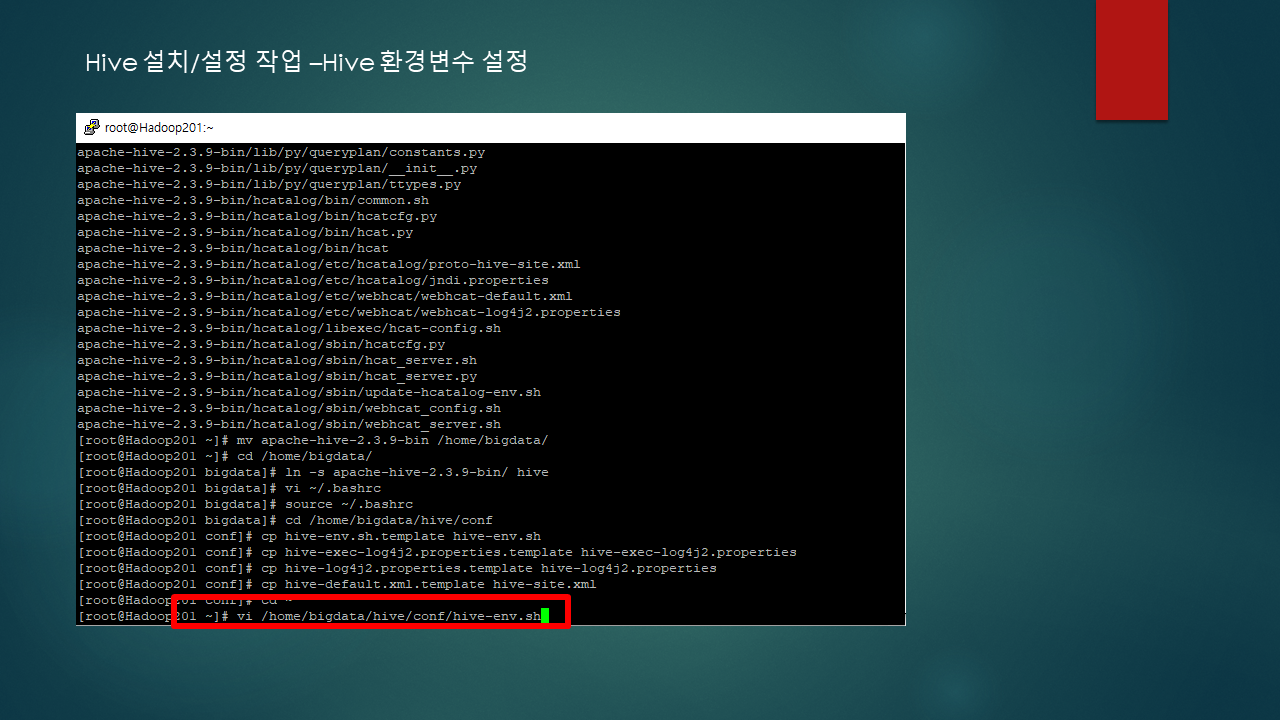 Hive 설치/설정 작업 –Hive 환경변수 설정
root@Hadoop201:~
apache-hive-2.3.9-bin/lib/py/queryplan/constants.py
apache-hive-2.3.9-bin/lib/py/queryplan/__init__.py
apache-hive-2.3.9-bin/lib/py/queryplan/ttypes.py
apache-hive-2.3.9-bin/hcatalog/bin/common.sh
apache-hive-2.3.9-bin/hcatalog/bin/hcatcfg.py
apache-hive-2.3.9-bin/hcatalog/bin/hcat.py
apache-hive-2.3.9-bin/hcatalog/bin/hcat
apache-hive-2.3.9-bin/hcatalog/etc/hcatalog/proto-hive-site.xml
apache-hive-2.3.9-bin/hcatalog/etc/hcatalog/jndi.properties
apache-hive-2.3.9-bin/hcatalog/etc/webhcat/webhcat-default.xml
apache-hive-2.3.9-bin/hcatalog/etc/webhcat/webhcat-log4j2.properties
apache-hive-2.3.9-bin/hcatalog/libexec/hcat-config.sh
apache-hive-2.3.9-bin/hcatalog/sbin/hcatcfg.py
apache-hive-2.3.9-bin/hcatalog/sbin/hcat_server.sh
apache-hive-2.3.9-bin/hcatalog/sbin/hcat_server.py
apache-hive-2.3.9-bin/hcatalog/sbin/update-hcatalog-env.sh
apache-hive-2.3.9-bin/hcatalog/sbin/webhcat_config.sh
apache-hive-2.3.9-bin/hcatalog/sbin/webhcat_server.sh
[root@Hadoop201 ~]# mv apache-hive-2.3.9-bin /home/bigdata/
[root@Hadoop201 ~]# cd /home/bigdata/
[root@Hadoop201 bigdata]# ln -s apache-hive-2.3.9-bin/ hive
[root@Hadoop201 bigdata]# vi ~/.bashrc
[root@Hadoop201 bigdata]# source ~/.bashrc
[root@Hadoop201 bigdata]# cd /home/bigdata/hive/conf
[root@Hadoop201 conf]# cp hive-env.sh.template hive-env.sh
[root@Hadoop201 conf]# cp hive-exec-log4j2.properties.template hive-exec-log4j2.properties
[root@Hadoop201 conf]# cp hive-log4j2.properties.template hive-log4j2.properties
[root@Hadoop201 conf]# cp hive-default.xml.template hive-site.xml
[root@Hadoop201 conf]# cd ~
[root@Hadoop201 ~]# vi /home/bigdata/hive/conf/hive-env.sh